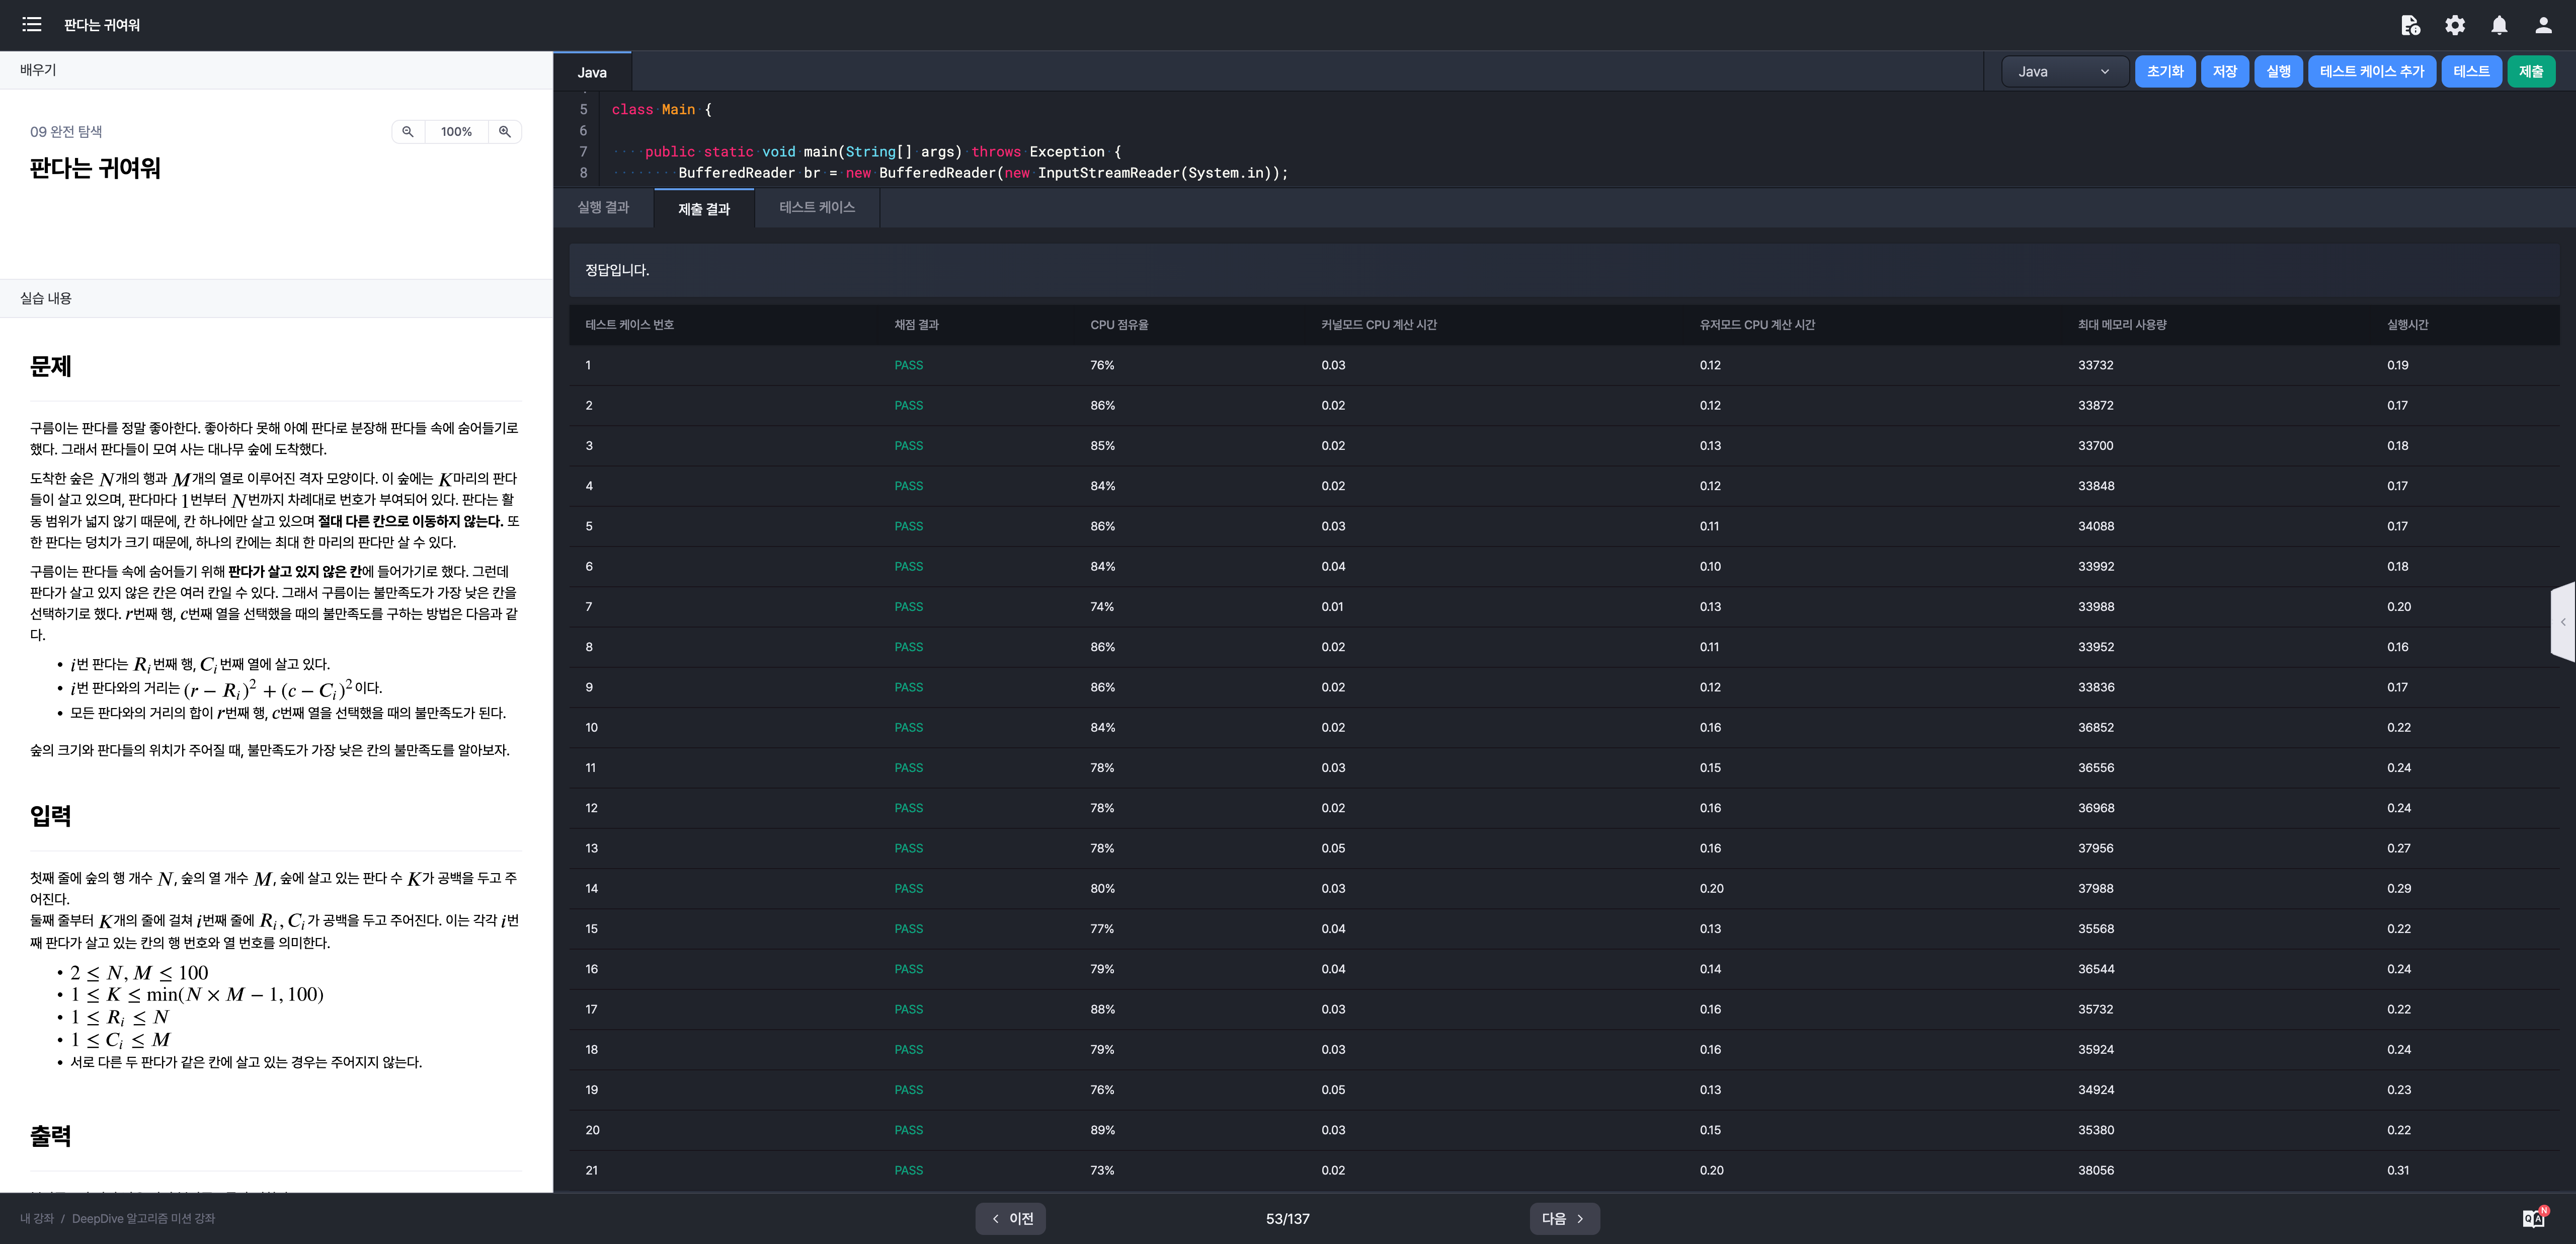 판다는 귀여워
배우기
09 완전 탐색
100%
판다는 귀여워
실습 내용
문제
구름이는 판다를 정말 좋아한다. 좋아하다 못해 아예 판다로 분장해 판다들 속에 숨어들기로
했다. 그래서 판다들이 모여 사는 대나무 숲에 도착했다.
도착한 숲은 N개의 행과 M개의 열로 이루어진 격자 모양이다. 이 숲에는 K마리의 판다
들이 살고 있으며, 판다마다 1번부터 N번까지 차례대로 번호가 부여되어 있다. 판다는 활
동 범위가 넓지 않기 때문에, 칸 하나에만 살고 있으며 절대 다른 칸으로 이동하지 않는다. 또
한 판다는 덩치가 크기 때문에, 하나의 칸에는 최대 한 마리의 판다만 살 수 있다.
구름이는 판다들 속에 숨어들기 위해 판다가 살고 있지 않은 칸에 들어가기로 했다. 그런데
판다가 살고 있지 않은 칸은 여러 칸일 수 있다. 그래서 구름이는 불만족도가 가장 낮은 칸을
선택하기로 했다. r번째 행, c번째 열을 선택했을 때의 불만족도를 구하는 방법은 다음과 같
다.
• i번 판다는 R_i번째 행, C_i번째 열에 살고 있다.
• i번 판다와의 거리는 (r − R_i)² + (c − C_i)²이다.
• 모든 판다와의 거리의 합이 r번째 행, c번째 열을 선택했을 때의 불만족도가 된다.
숲의 크기와 판다들의 위치가 주어질 때, 불만족도가 가장 낮은 칸의 불만족도를 알아보자.
입력
첫째 줄에 숲의 행 개수 N, 숲의 열 개수 M, 숲에 살고 있는 판다 수 K가 공백을 두고 주
어진다.
둘째 줄부터 K개의 줄에 걸쳐 i번째 줄에 R_i, C_i가 공백을 두고 주어진다. 이는 각각 i번
째 판다가 살고 있는 칸의 행 번호와 열 번호를 의미한다.
• 2 ≤ N, M ≤ 100
• 1 ≤ K ≤ min(N × M − 1, 100)
• 1 ≤ R_i ≤ N
• 1 ≤ C_i ≤ M
• 서로 다른 두 판다가 같은 칸에 살고 있는 경우는 주어지지 않는다.
출력
Java
Java 초기화 저장 실행 테스트 케이스 추가 테스트 제출
5 class Main {
6
7 public static void main(String[] args) throws Exception {
8 BufferedReader br = new BufferedReader(new InputStreamReader(System.in));
실행 결과 제출 결과 테스트 케이스
정답입니다.
테스트 케이스 번호 채점 결과 CPU 점유율 커널모드 CPU 계산 시간 유저모드 CPU 계산 시간 최대 메모리 사용량 실행시간
1 PASS 76% 0.03 0.12 33732 0.19
2 PASS 86% 0.02 0.12 33872 0.17
3 PASS 85% 0.02 0.13 33700 0.18
4 PASS 84% 0.02 0.12 33848 0.17
5 PASS 86% 0.03 0.11 34088 0.17
6 PASS 84% 0.04 0.10 33992 0.18
7 PASS 74% 0.01 0.13 33988 0.20
8 PASS 86% 0.02 0.11 33952 0.16
9 PASS 86% 0.02 0.12 33836 0.17
10 PASS 84% 0.02 0.16 36852 0.22
11 PASS 78% 0.03 0.15 36556 0.24
12 PASS 78% 0.02 0.16 36968 0.24
13 PASS 78% 0.05 0.16 37956 0.27
14 PASS 80% 0.03 0.20 37988 0.29
15 PASS 77% 0.04 0.13 35568 0.22
16 PASS 79% 0.04 0.14 36544 0.24
17 PASS 88% 0.03 0.16 35732 0.22
18 PASS 79% 0.03 0.16 35924 0.24
19 PASS 76% 0.05 0.13 34924 0.23
20 PASS 89% 0.03 0.15 35380 0.22
21 PASS 73% 0.02 0.20 38056 0.31
내 강좌 / DeepDive 알고리즘 미션 강좌
이전
53/137
다음
QA N